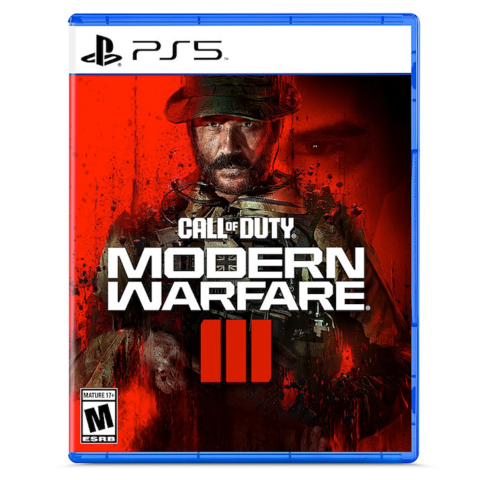 PS5
CALL OF DUTY®
MODERN
WARFARE®
III
MATURE 17+
M
ESRB